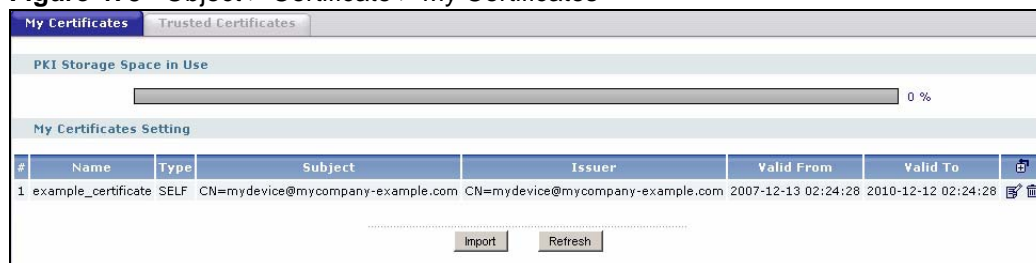 Figure 178 Object > Certificate > My Certificates
My Certificates Trusted Certificates
PKI Storage Space in Use
0 %
My Certificates Setting
# Name Type Subject Issuer Valid From Valid To
1 example_certificate SELF CN=mydevice@mycompany-example.com CN=mydevice@mycompany-example.com 2007-12-13 02:24:28 2010-12-12 02:24:28
Import Refresh